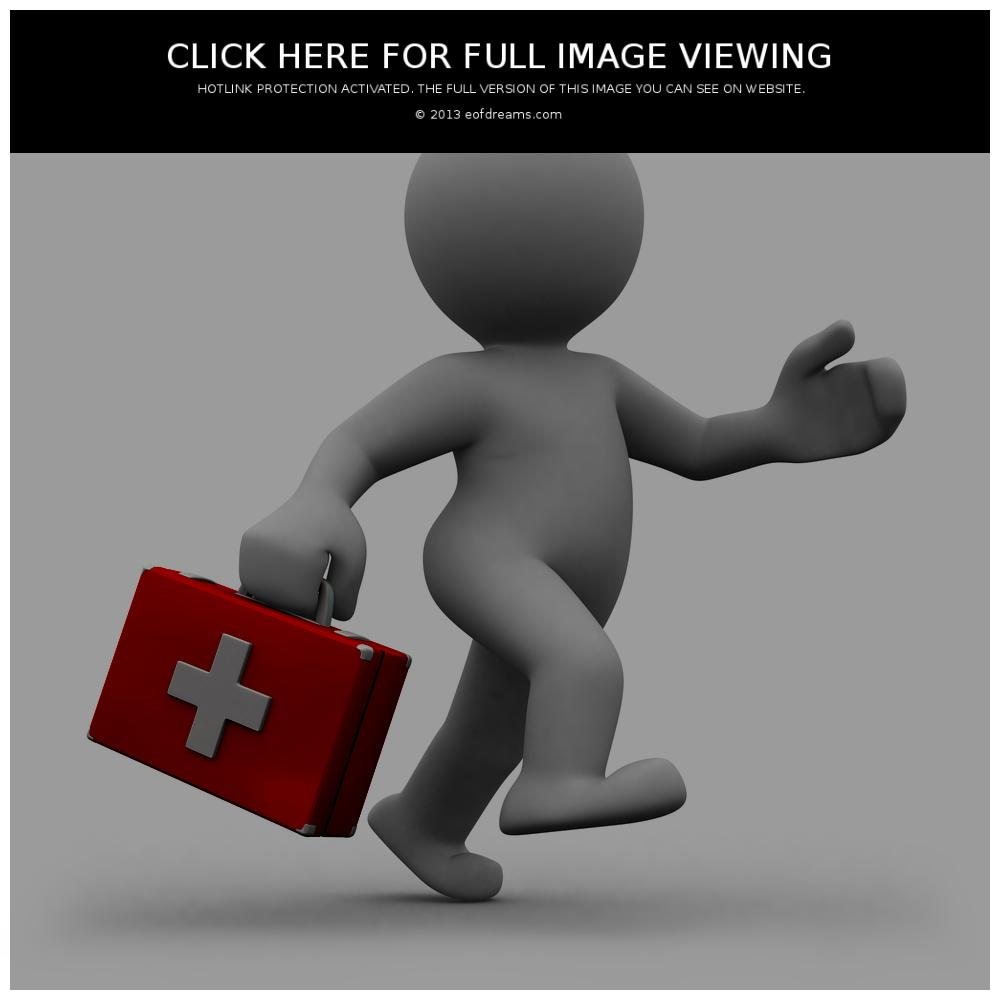 CLICK HERE FOR FULL IMAGE VIEWING
HOTLINK PROTECTION ACTIVATED. THE FULL VERSION OF THIS IMAGE YOU CAN SEE ON WEBSITE.
© 2013 eofdreams.com